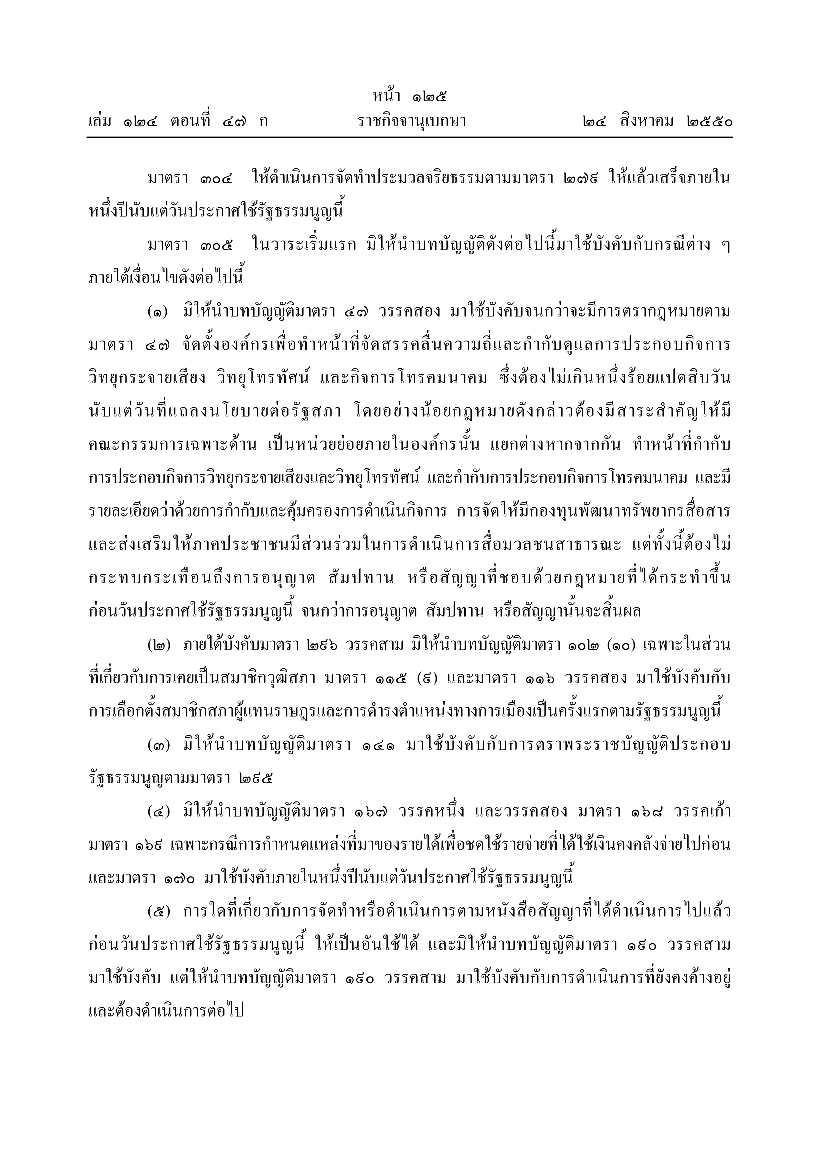 หน้า ๑๒๕
เล่ม ๑๒๔ ตอนที่ ๔๗ ก ราชกิจจานุเบกษา ๒๔ สิงหาคม ๒๕๕๐
มาตรา ๓๐๔ ให้ดำเนินการจัดทำประมวลจริยธรรมตามมาตรา ๒๗๙ ให้แล้วเสร็จภายใน
หนึ่งปีนับแต่วันประกาศใช้รัฐธรรมนูญนี้
มาตรา ๓๐๕ ในวาระเริ่มแรก มิให้นำบทบัญญัติดังต่อไปนี้มาใช้บังคับกับกรณีต่าง ๆ
ภายใต้เงื่อนไขดังต่อไปนี้
(๑) มิให้นำบทบัญญัติมาตรา ๔๗ วรรคสอง มาใช้บังคับจนกว่าจะมีการตรากฎหมายตาม
มาตรา ๔๗ จัดตั้งองค์กรเพื่อทำหน้าที่จัดสรรคลื่นความถี่และกำกับดูแลการประกอบกิจการ
วิทยุกระจายเสียง วิทยุโทรทัศน์ และกิจการโทรคมนาคม ซึ่งต้องไม่เกินหนึ่งร้อยแปดสิบวัน
นับแต่วันที่แถลงนโยบายต่อรัฐสภา โดยอย่างน้อยกฎหมายดังกล่าวต้องมีสาระสำคัญให้มี
คณะกรรมการเฉพาะด้าน เป็นหน่วยย่อยภายในองค์กรนั้น แยกต่างหากจากกัน ทำหน้าที่กำกับ
การประกอบกิจการวิทยุกระจายเสียงและวิทยุโทรทัศน์ และกำกับการประกอบกิจการโทรคมนาคม และมี
รายละเอียดว่าด้วยการกำกับและคุ้มครองการดำเนินกิจการ การจัดให้มีกองทุนพัฒนาทรัพยากรสื่อสาร
และส่งเสริมให้ภาคประชาชนมีส่วนร่วมในการดำเนินการสื่อมวลชนสาธารณะ แต่ทั้งนี้ต้องไม่
กระทบกระเทือนถึงการอนุญาต สัมปทาน หรือสัญญาที่ชอบด้วยกฎหมายที่ได้กระทำขึ้น
ก่อนวันประกาศใช้รัฐธรรมนูญนี้ จนกว่าการอนุญาต สัมปทาน หรือสัญญานั้นจะสิ้นผล
(๒) ภายใต้บังคับมาตรา ๒๙๖ วรรคสาม มิให้นำบทบัญญัติมาตรา ๑๐๒ (๑๐) เฉพาะในส่วน
ที่เกี่ยวกับการเคยเป็นสมาชิกวุฒิสภา มาตรา ๑๑๕ (๙) และมาตรา ๑๑๖ วรรคสอง มาใช้บังคับกับ
การเลือกตั้งสมาชิกสภาผู้แทนราษฎรและการดำรงตำแหน่งทางการเมืองเป็นครั้งแรกตามรัฐธรรมนูญนี้
(๓) มิให้นำบทบัญญัติมาตรา ๑๔๑ มาใช้บังคับกับการตราพระราชบัญญัติประกอบ
รัฐธรรมนูญตามมาตรา ๒๙๕
(๔) มิให้นำบทบัญญัติมาตรา ๑๖๗ วรรคหนึ่ง และวรรคสอง มาตรา ๑๖๘ วรรคเก้า
มาตรา ๑๖๙ เฉพาะกรณีการกำหนดแหล่งที่มาของรายได้เพื่อชดใช้รายจ่ายที่ได้ใช้เงินคงคลังจ่ายไปก่อน
และมาตรา ๑๗๐ มาใช้บังคับภายในหนึ่งปีนับแต่วันประกาศใช้รัฐธรรมนูญนี้
(๕) การใดที่เกี่ยวกับการจัดทำหรือดำเนินการตามหนังสือสัญญาที่ได้ดำเนินการไปแล้ว
ก่อนวันประกาศใช้รัฐธรรมนูญนี้ ให้เป็นอันใช้ได้ และมิให้นำบทบัญญัติมาตรา ๑๙๐ วรรคสาม
มาใช้บังคับ แต่ให้นำบทบัญญัติมาตรา ๑๙๐ วรรคสาม มาใช้บังคับกับการดำเนินการที่ยังคงค้างอยู่
และต้องดำเนินการต่อไป